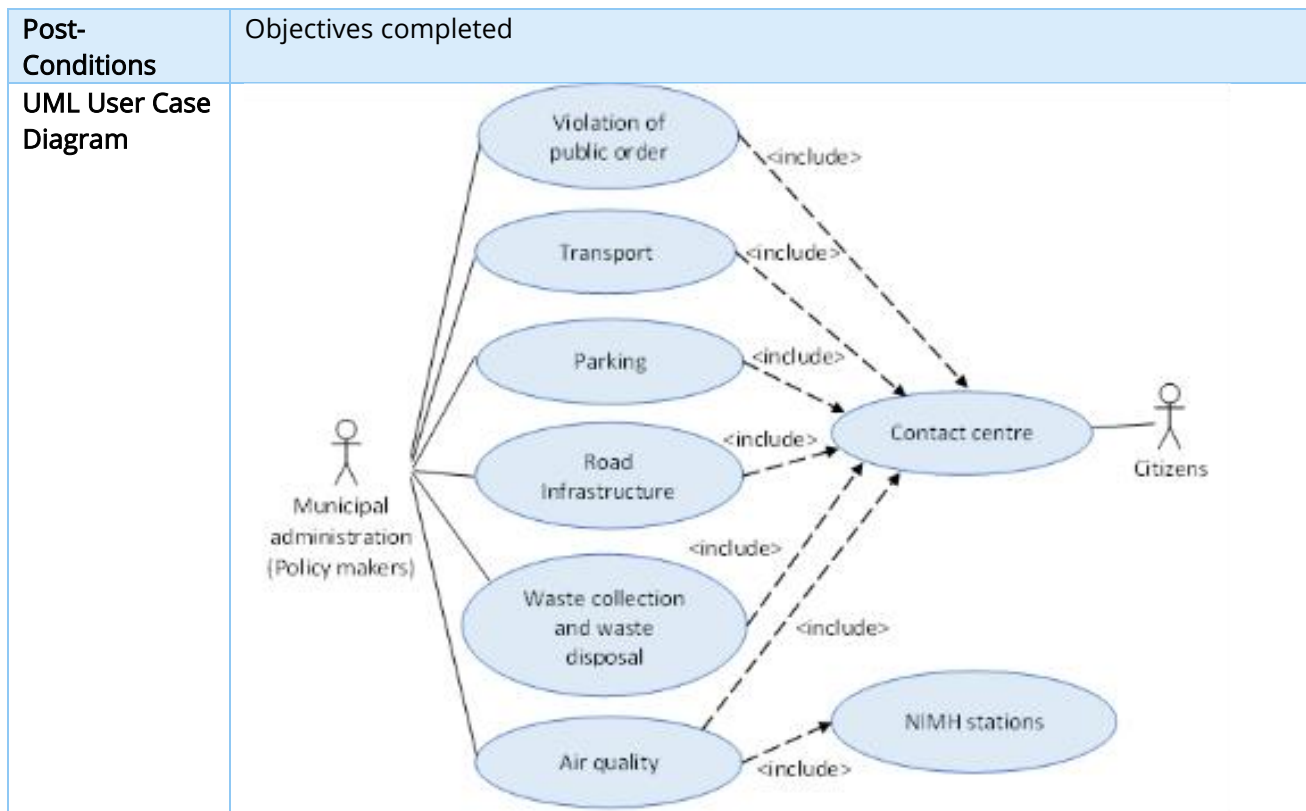 Post-
Conditions
Objectives completed
UML User Case
Diagram
Violation of
public order
<include>
Transport
<include>
Parking
<include>
Road
Infrastructure
<include>
Contact centre
Citizens
Municipal
administration
(Policy makers)
<include>
Waste collection
and waste
disposal
<include>
Air quality
<include>
NIMH stations